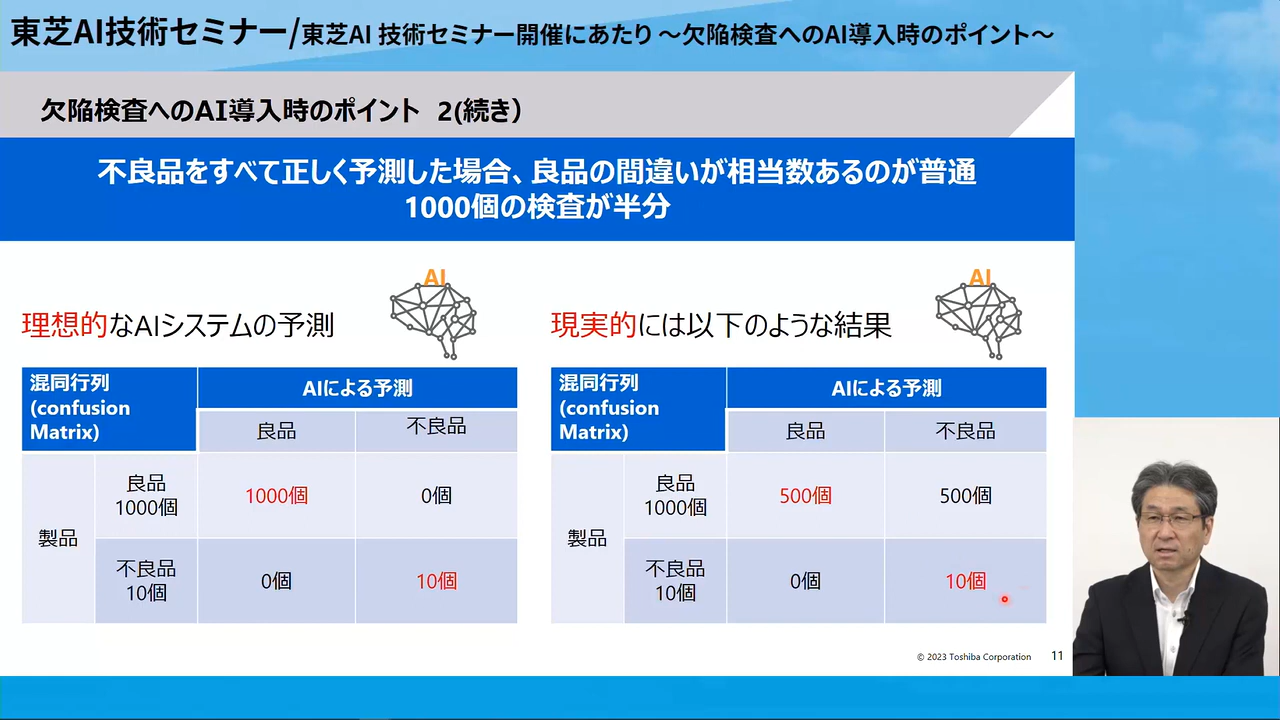 東芝AI技術セミナー/東芝AI 技術セミナー開催にあたり ～欠陥検査へのAI導入時のポイント～
欠陥検査へのAI導入時のポイント 2(続き)
不良品をすべて正しく予測した場合、良品の間違いが相当数あるのが普通
1000個の検査が半分
AI
理想的なAIシステムの予測
混同行列
(confusion
Matrix)
AIによる予測
良品
不良品
製品
良品
1000個
1000個
0個
不良品
10個
0個
10個
AI
現実的には以下のような結果
混同行列
(confusion
Matrix)
AIによる予測
良品
不良品
製品
良品
1000個
500個
500個
不良品
10個
0個
10個
© 2023 Toshiba Corporation
11